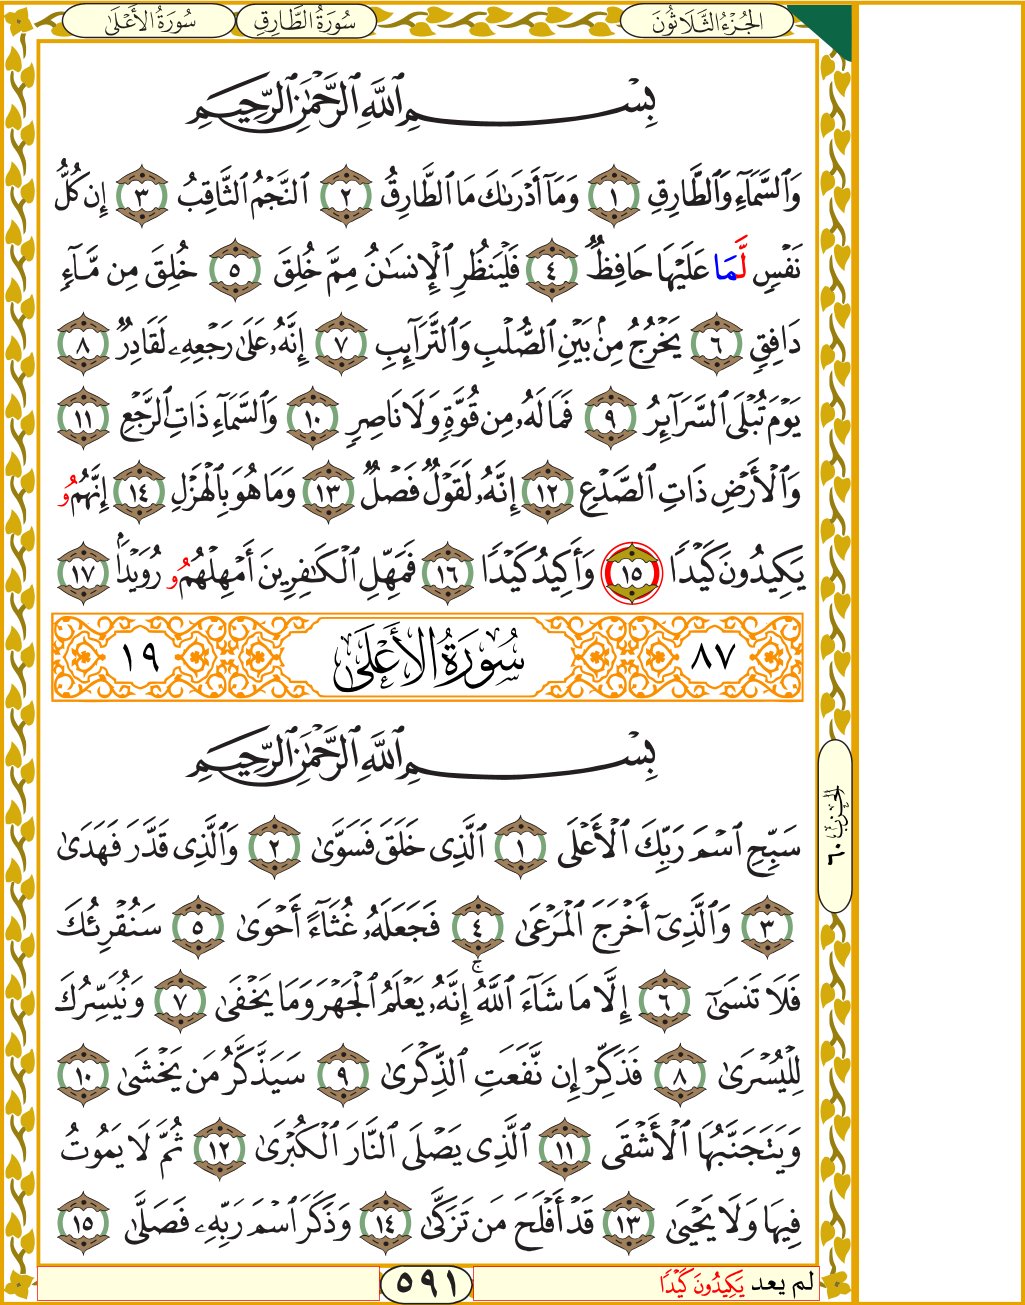 الجُزْءُ الثَّلَاثُونَ سُورَةُ الطَّارِقِ سُورَةُ الأَعْلَىٰ
بِسْمِ ٱللَّهِ ٱلرَّحْمَٰنِ ٱلرَّحِيمِ
وَٱلسَّمَآءِ وَٱلطَّارِقِ ١ وَمَآ أَدْرَىٰكَ مَا ٱلطَّارِقُ ٢ ٱلنَّجْمُ ٱلثَّاقِبُ ٣ إِن كُلُّ
نَفْسٍ لَّمَا عَلَيْهَا حَافِظٌ ٤ فَلْيَنظُرِ ٱلْإِنسَٰنُ مِمَّ خُلِقَ ٥ خُلِقَ مِن مَّآءٍ
دَافِقٍ ٦ يَخْرُجُ مِنۢ بَيْنِ ٱلصُّلْبِ وَٱلتَّرَآئِبِ ٧ إِنَّهُۥ عَلَىٰ رَجْعِهِۦ لَقَادِرٌ ٨
يَوْمَ تُبْلَى ٱلسَّرَآئِرُ ٩ فَمَا لَهُۥ مِن قُوَّةٍ وَلَا نَاصِرٍ ١٠ وَٱلسَّمَآءِ ذَاتِ ٱلرَّجْعِ ١١
وَٱلْأَرْضِ ذَاتِ ٱلصَّدْعِ ١٢ إِنَّهُۥ لَقَوْلٌ فَصْلٌ ١٣ وَمَا هُوَ بِٱلْهَزْلِ ١٤ إِنَّهُمُۥ
يَكِيدُونَ كَيْدًا ١٥ وَأَكِيدُ كَيْدًا ١٦ فَمَهِّلِ ٱلْكَٰفِرِينَ أَمْهِلْهُمُۥ رُوَيْدًۢا ١٧
٨٧ سُورَةُ الأَعْلَىٰ ١٩
بِسْمِ ٱللَّهِ ٱلرَّحْمَٰنِ ٱلرَّحِيمِ
سَبِّحِ ٱسْمَ رَبِّكَ ٱلْأَعْلَى ١ ٱلَّذِى خَلَقَ فَسَوَّىٰ ٢ وَٱلَّذِى قَدَّرَ فَهَدَىٰ
٣ وَٱلَّذِىٓ أَخْرَجَ ٱلْمَرْعَىٰ ٤ فَجَعَلَهُۥ غُثَآءً أَحْوَىٰ ٥ سَنُقْرِئُكَ
فَلَا تَنسَىٰٓ ٦ إِلَّا مَا شَآءَ ٱللَّهُ ۚ إِنَّهُۥ يَعْلَمُ ٱلْجَهْرَ وَمَا يَخْفَىٰ ٧ وَنُيَسِّرُكَ
لِلْيُسْرَىٰ ٨ فَذَكِّرْ إِن نَّفَعَتِ ٱلذِّكْرَىٰ ٩ سَيَذَّكَّرُ مَن يَخْشَىٰ ١٠
وَيَتَجَنَّبُهَا ٱلْأَشْقَى ١١ ٱلَّذِى يَصْلَى ٱلنَّارَ ٱلْكُبْرَىٰ ١٢ ثُمَّ لَا يَمُوتُ
فِيهَا وَلَا يَحْيَىٰ ١٣ قَدْ أَفْلَحَ مَن تَزَكَّىٰ ١٤ وَذَكَرَ ٱسْمَ رَبِّهِۦ فَصَلَّىٰ ١٥
الحِزْبُ ٦٠
لم يعد يَكِيدُونَ كَيْدًا ٥٩١